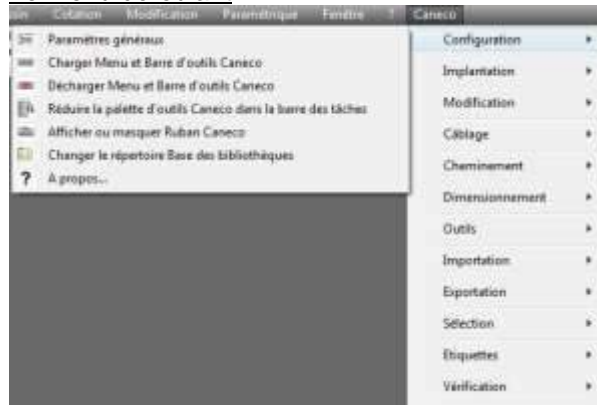 Cotation Modification Paramétrique Fenêtre ? Caneco
Paramètres généraux
Charger Menu et Barre d'outils Caneco
Décharger Menu et Barre d'outils Caneco
Réduire la palette d'outils Caneco dans la barre des tâches
Afficher ou masquer Ruban Caneco
Changer le répertoire Base des bibliothèques
? A propos...
Configuration
Implantation
Modification
Câblage
Cheminement
Dimensionnement
Outils
Importation
Exportation
Sélection
Etiquettes
Vérification